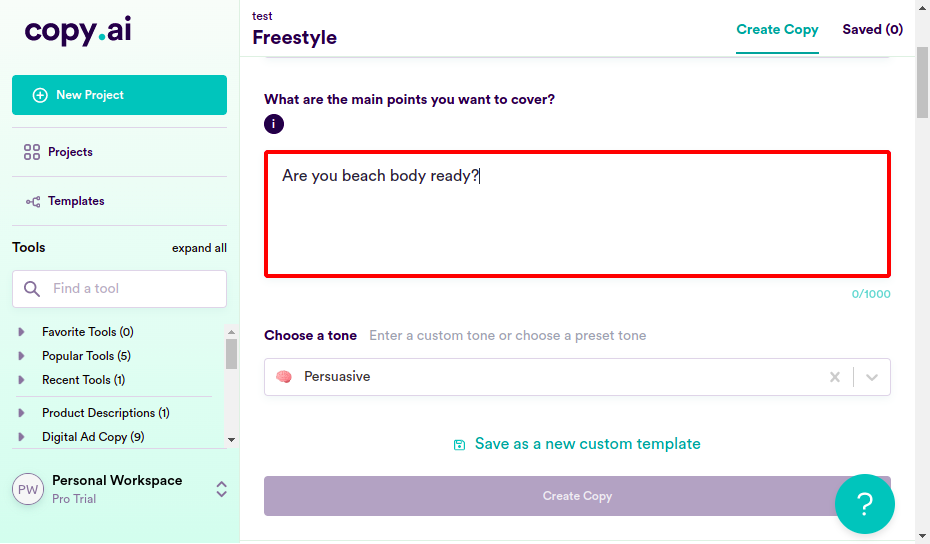 copy.ai
New Project
Projects
Templates
Tools
expand all
Find a tool
Favorite Tools (0)
Popular Tools (5)
Recent Tools (1)
Product Descriptions (1)
Digital Ad Copy (9)
PW
Personal Workspace
Pro Trial
test
Freestyle
Create Copy
Saved (0)
What are the main points you want to cover?
i
Are you beach body ready?
0/1000
Choose a tone Enter a custom tone or choose a preset tone
Persuasive
Save as a new custom template
Create Copy
?